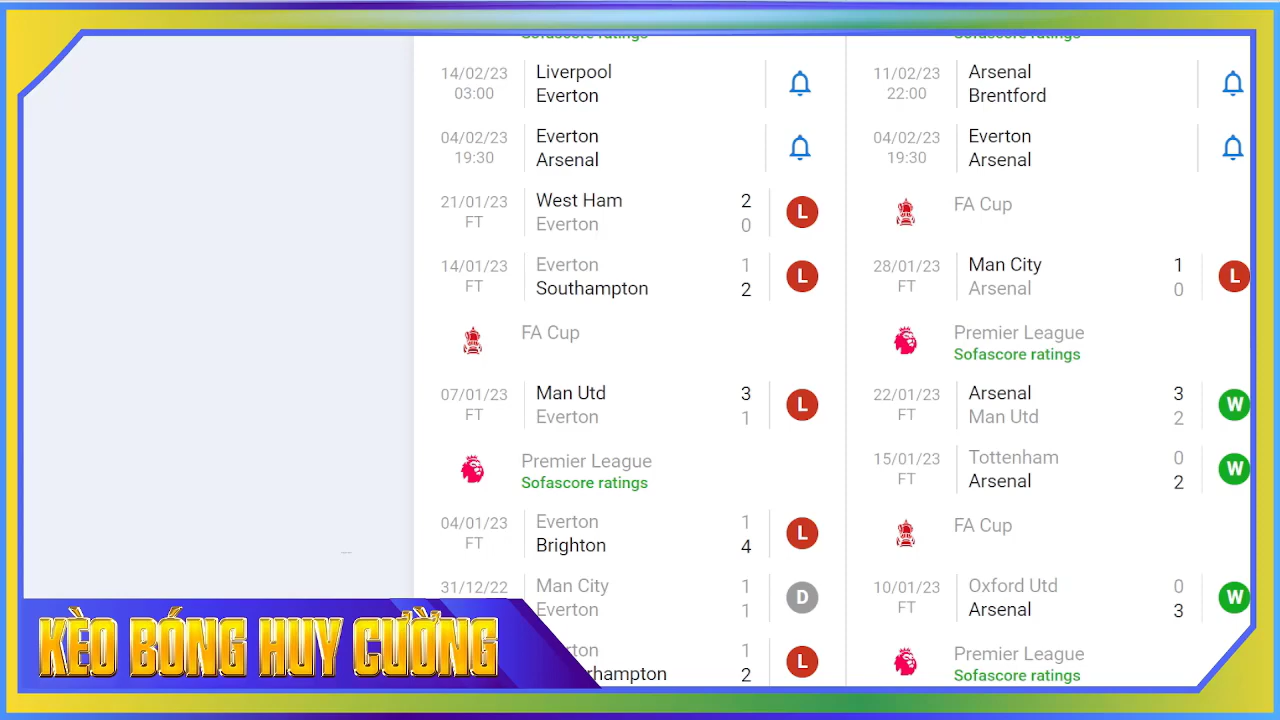 Sofascore ratings
14/02/23 Liverpool
03:00 Everton
04/02/23 Everton
19:30 Arsenal
21/01/23 West Ham 2 L
FT Everton 0
14/01/23 Everton 1 L
FT Southampton 2
FA Cup
07/01/23 Man Utd 3 L
FT Everton 1
Premier League
Sofascore ratings
04/01/23 Everton 1 L
FT Brighton 4
31/12/22 Man City 1 D
Everton 1
rton 1 L
rhampton 2
Sofascore ratings
11/02/23 Arsenal
22:00 Brentford
04/02/23 Everton
19:30 Arsenal
FA Cup
28/01/23 Man City 1 L
FT Arsenal 0
Premier League
Sofascore ratings
22/01/23 Arsenal 3 W
FT Man Utd 2
15/01/23 Tottenham 0 W
FT Arsenal 2
FA Cup
10/01/23 Oxford Utd 0 W
FT Arsenal 3
Premier League
Sofascore ratings
KÈO BÓNG HUY CƯỜNG